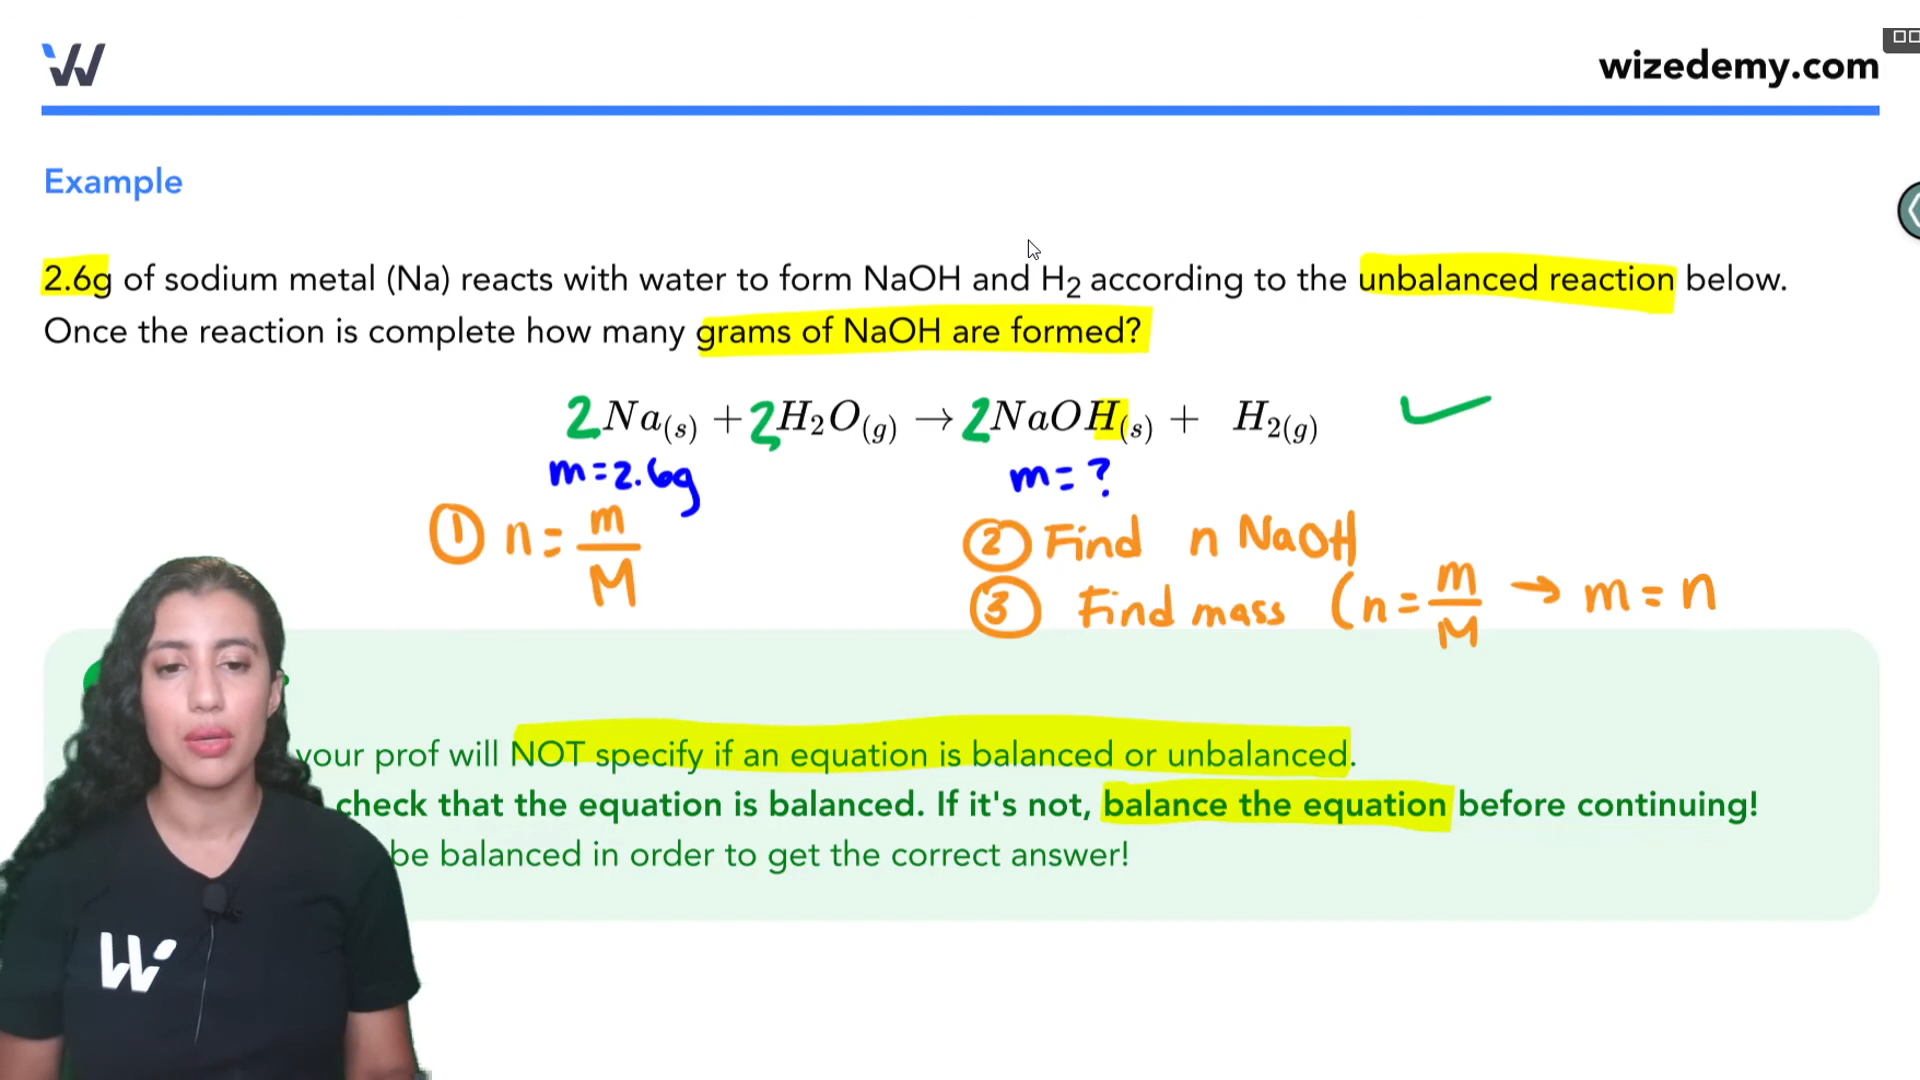 W
wizedemy.com
Example
2.6g of sodium metal (Na) reacts with water to form NaOH and H₂ according to the unbalanced reaction below.
Once the reaction is complete how many grams of NaOH are formed?
2Na(s) + 2H₂O(g) → 2NaOH(s) + H₂(g)
m=2.6g m=?
① n = m/M
② Find n NaOH
③ Find mass (n = m/M → m = n
your prof will NOT specify if an equation is balanced or unbalanced.
check that the equation is balanced. If it's not, balance the equation before continuing!
be balanced in order to get the correct answer!
W